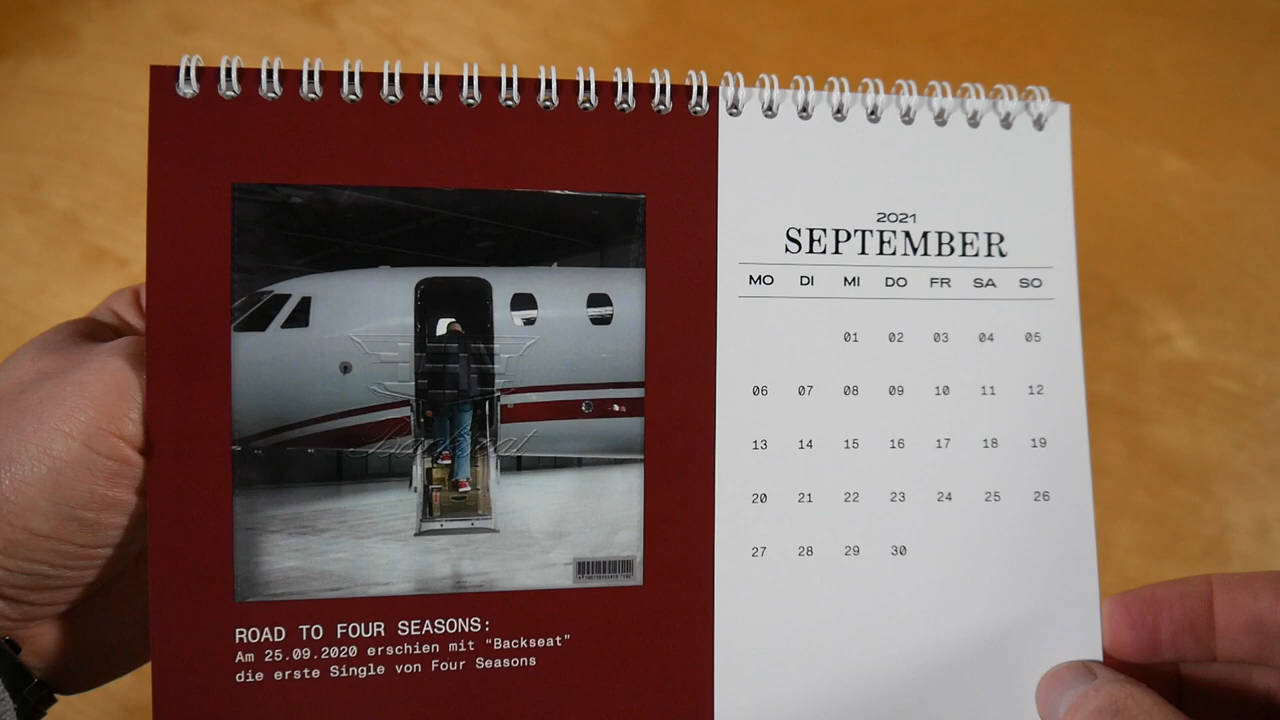 Backseat
ROAD TO FOUR SEASONS:
Am 25.09.2020 erschien mit "Backseat"
die erste Single von Four Seasons
2021
SEPTEMBER
MO DI MI DO FR SA SO
01 02 03 04 05
06 07 08 09 10 11 12
13 14 15 16 17 18 19
20 21 22 23 24 25 26
27 28 29 30